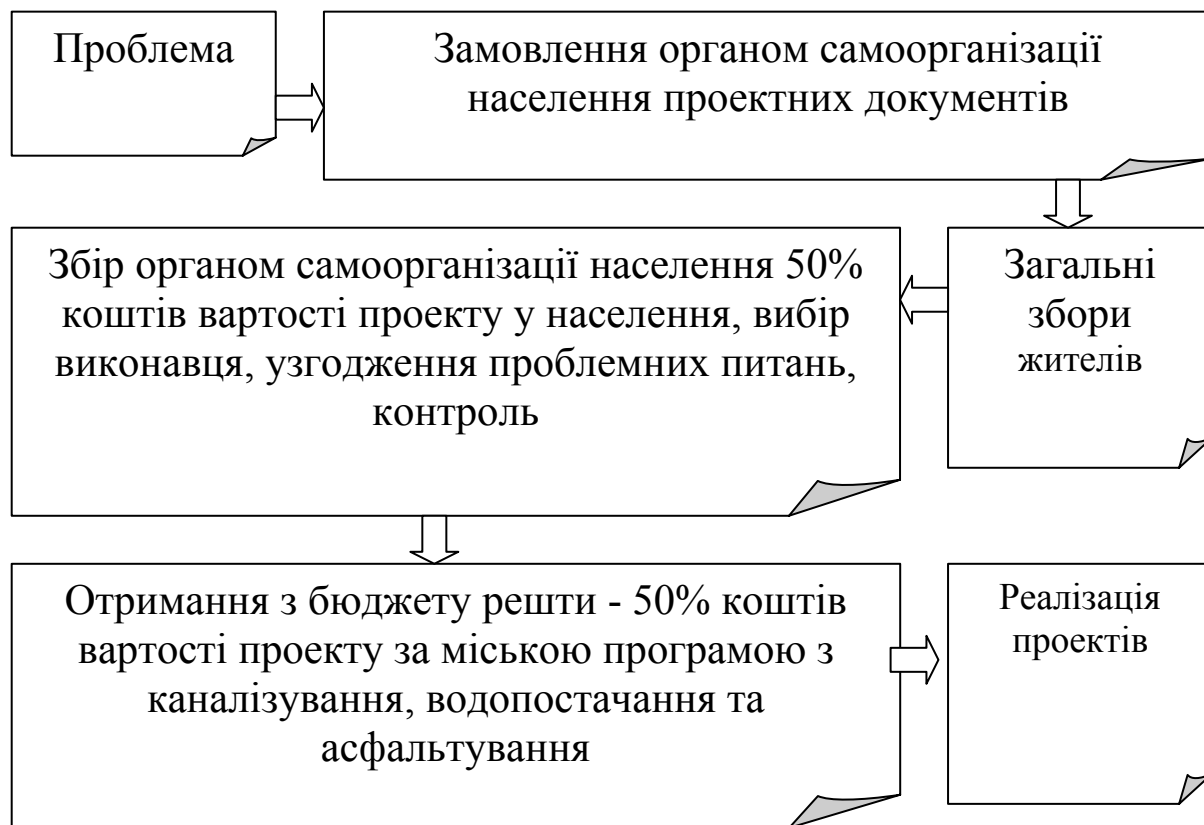 Проблема
Замовлення органом самоорганізації
населення проектних документів
Загальні
збори
жителів
Збір органом самоорганізації населення 50%
коштів вартості проекту у населення, вибір
виконавця, узгодження проблемних питань,
контроль
Отримання з бюджету решти - 50% коштів
вартості проекту за міською програмою з
каналізування, водопостачання та
асфальтування
Реалізація
проектів